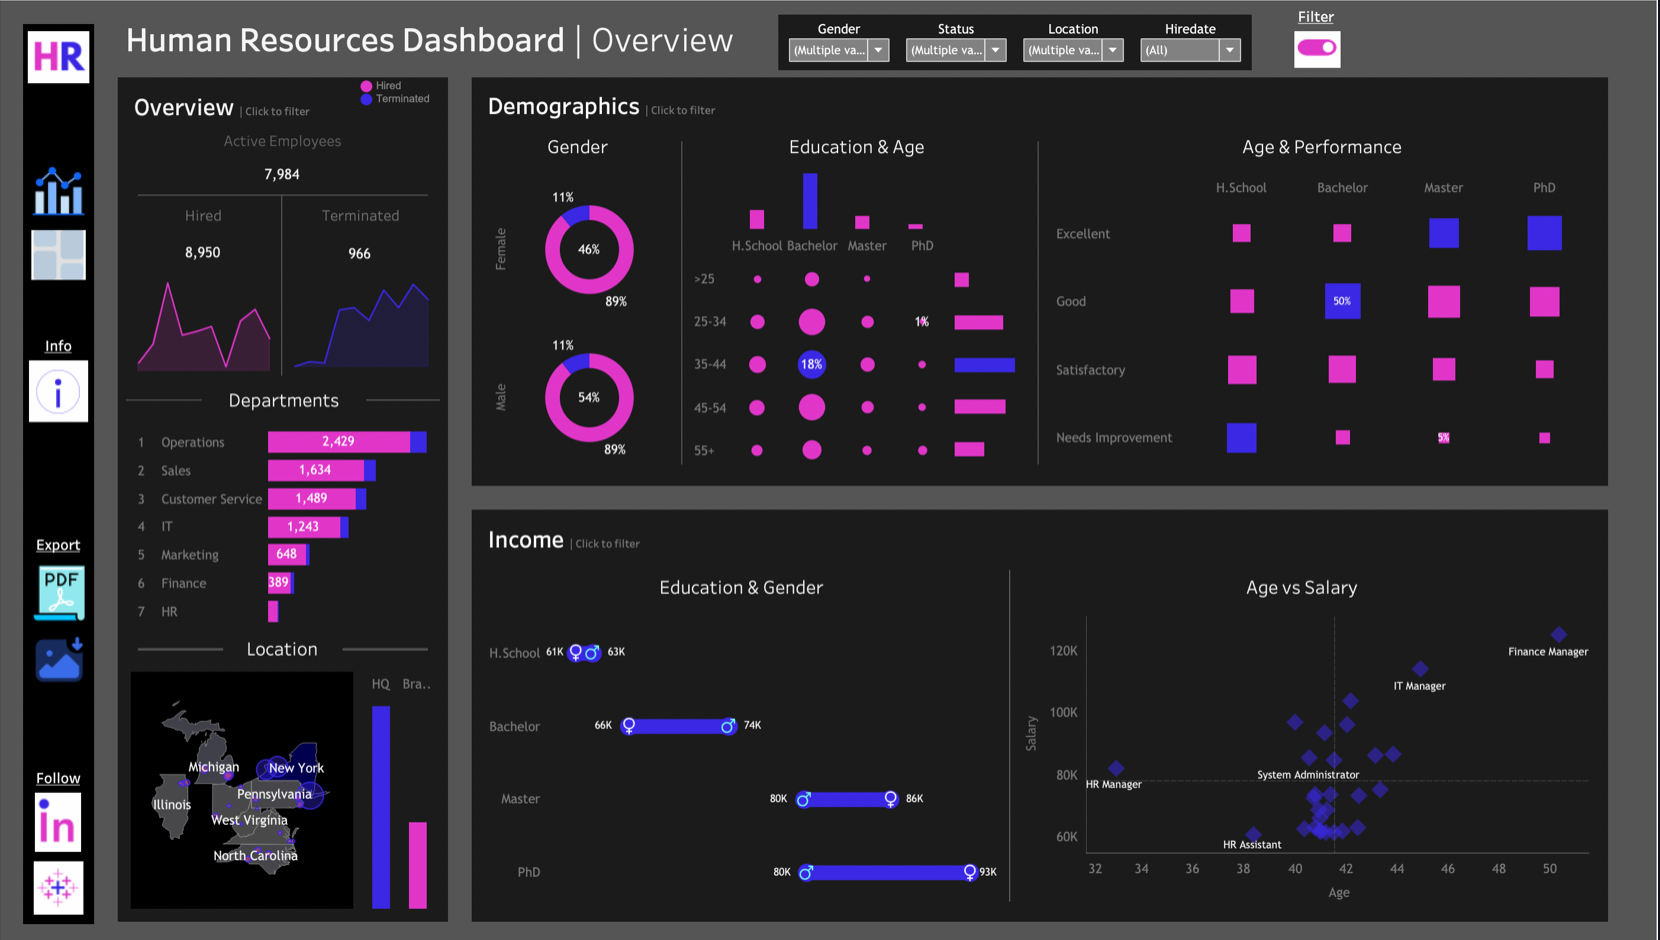 HR
Human Resources Dashboard | Overview
Gender
Status
Location
Hiredate
(Multiple va...
(Multiple va...
(Multiple va...
(All)
Filter
Info
Export
PDF
Follow
in
Overview | Click to filter
Hired
Terminated
Active Employees
7,984
Hired
Terminated
8,950
966
Departments
1 Operations 2,429
2 Sales 1,634
3 Customer Service 1,489
4 IT 1,243
5 Marketing 648
6 Finance 389
7 HR
Location
HQ Bra..
Michigan
New York
Illinois
Pennsylvania
West Virginia
North Carolina
Demographics | Click to filter
Gender
Female
11%
46%
89%
Male
11%
54%
89%
Education & Age
H.School Bachelor Master PhD
>25
25-34 1%
35-44 18%
45-54
55+
Age & Performance
H.School Bachelor Master PhD
Excellent
Good 50%
Satisfactory
Needs Improvement 5%
Income | Click to filter
Education & Gender
H.School 61K ♀ ♂ 63K
Bachelor 66K ♀ ♂ 74K
Master 80K ♂ ♀ 86K
PhD 80K ♂ ♀ 93K
Age vs Salary
Salary
120K
100K
80K
60K
Finance Manager
IT Manager
System Administrator
HR Manager
HR Assistant
32 34 36 38 40 42 44 46 48 50
Age